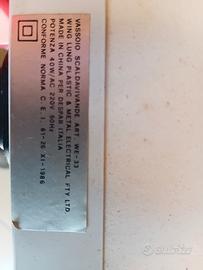 VASSOIO SCALDAVIVANDE ART WE-33
WING LUNG PLASTIC & METAL ELECTRICAL FTY LTD.
MADE IN CHINA PER DESPAR ITALIA
POTENZA 40W/AC 220V 50Hz
CONFORME NORMA C.E.I. 61-26 XI-1986
subito